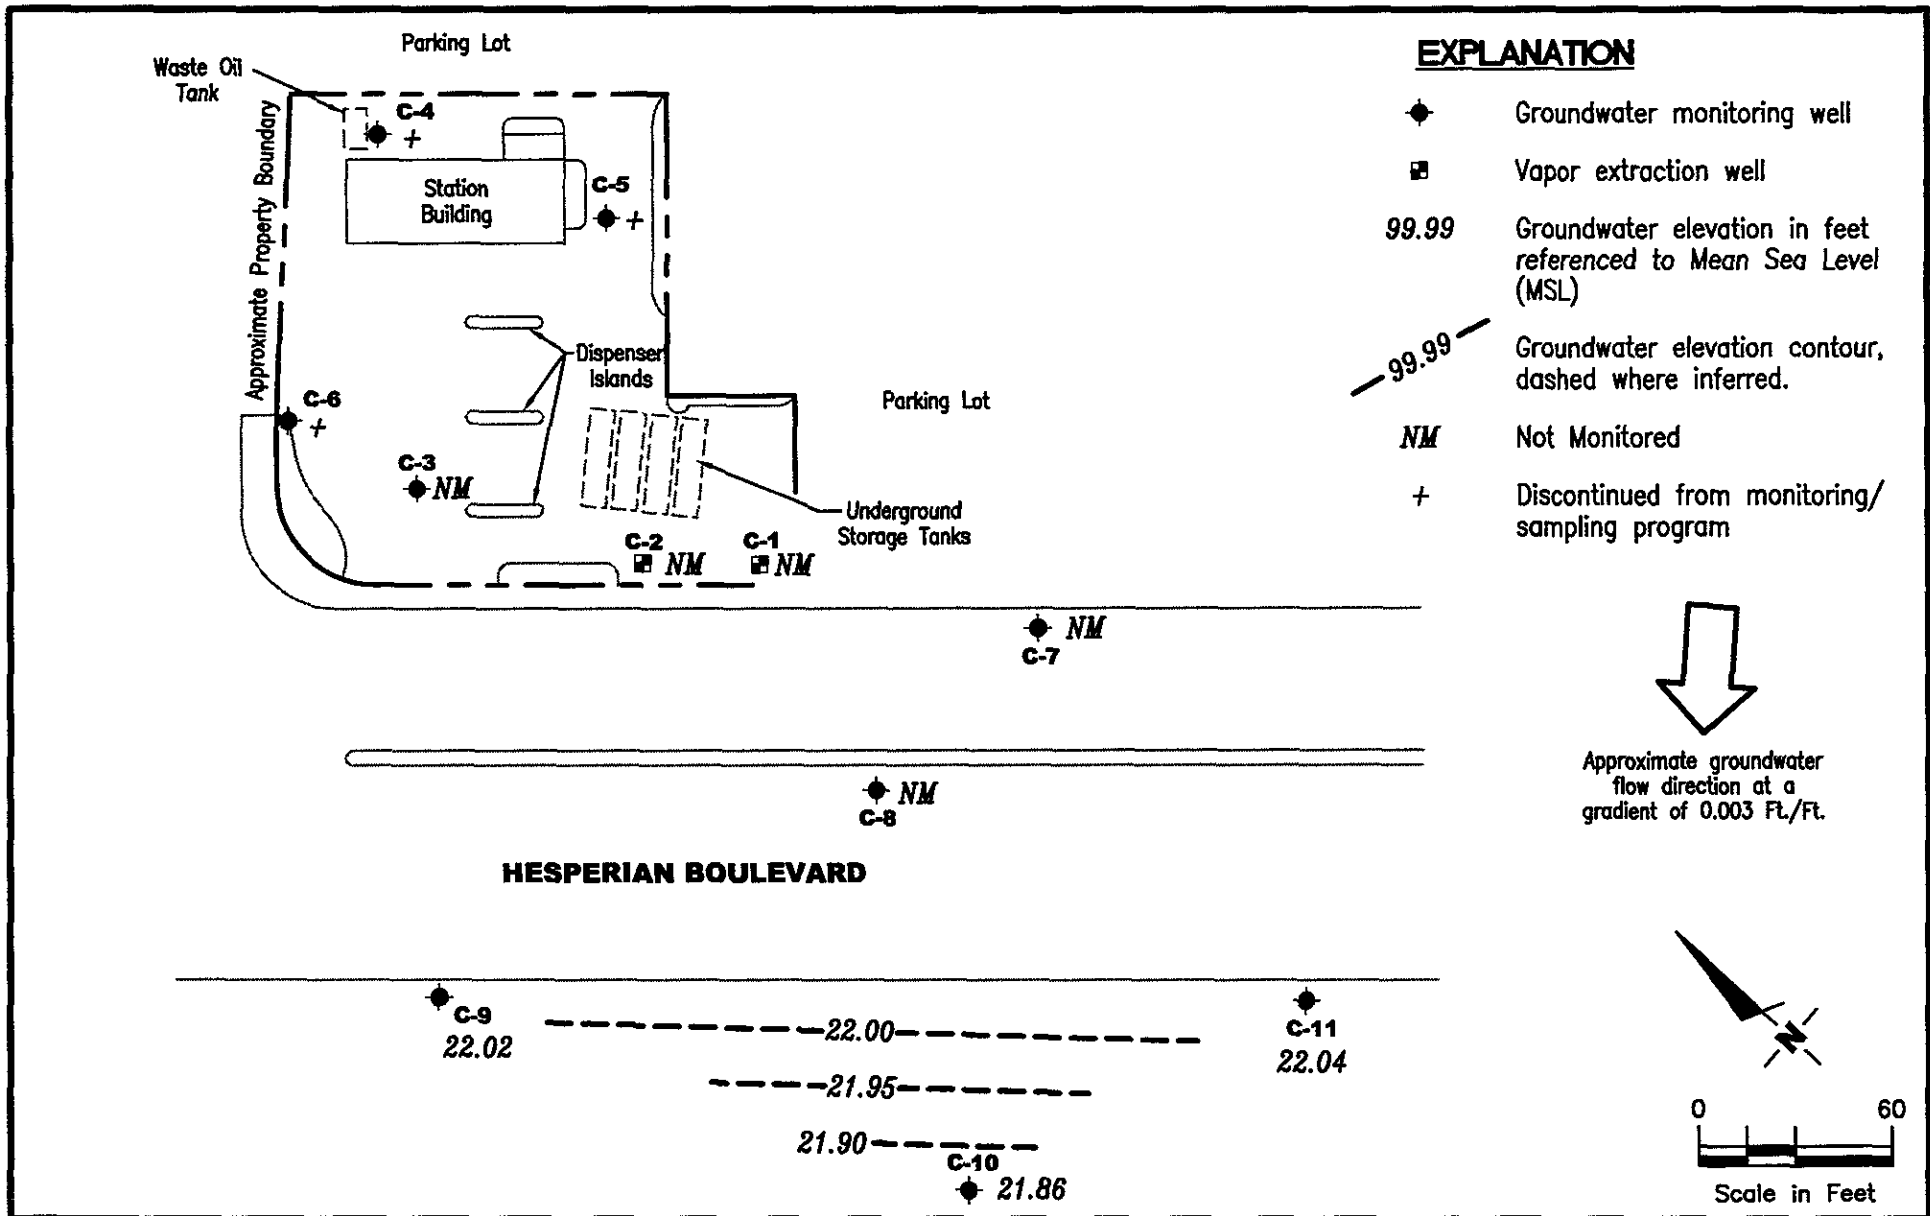 Parking Lot
Waste Oil
Tank
C-4
+
Approximate Property Boundary
Station
Building
C-5
+
Dispenser
Islands
Parking Lot
C-6
+
C-3
NM
Underground
Storage Tanks
C-2
NM
C-1
NM
NM
C-7
NM
C-8
HESPERIAN BOULEVARD
C-9
22.02
22.00
C-11
22.04
21.95
21.90
C-10
21.86
EXPLANATION
Groundwater monitoring well
Vapor extraction well
99.99 Groundwater elevation in feet
referenced to Mean Sea Level
(MSL)
99.99 Groundwater elevation contour,
dashed where inferred.
NM Not Monitored
+ Discontinued from monitoring/
sampling program
Approximate groundwater
flow direction at a
gradient of 0.003 Ft./Ft.
N
0 60
Scale in Feet